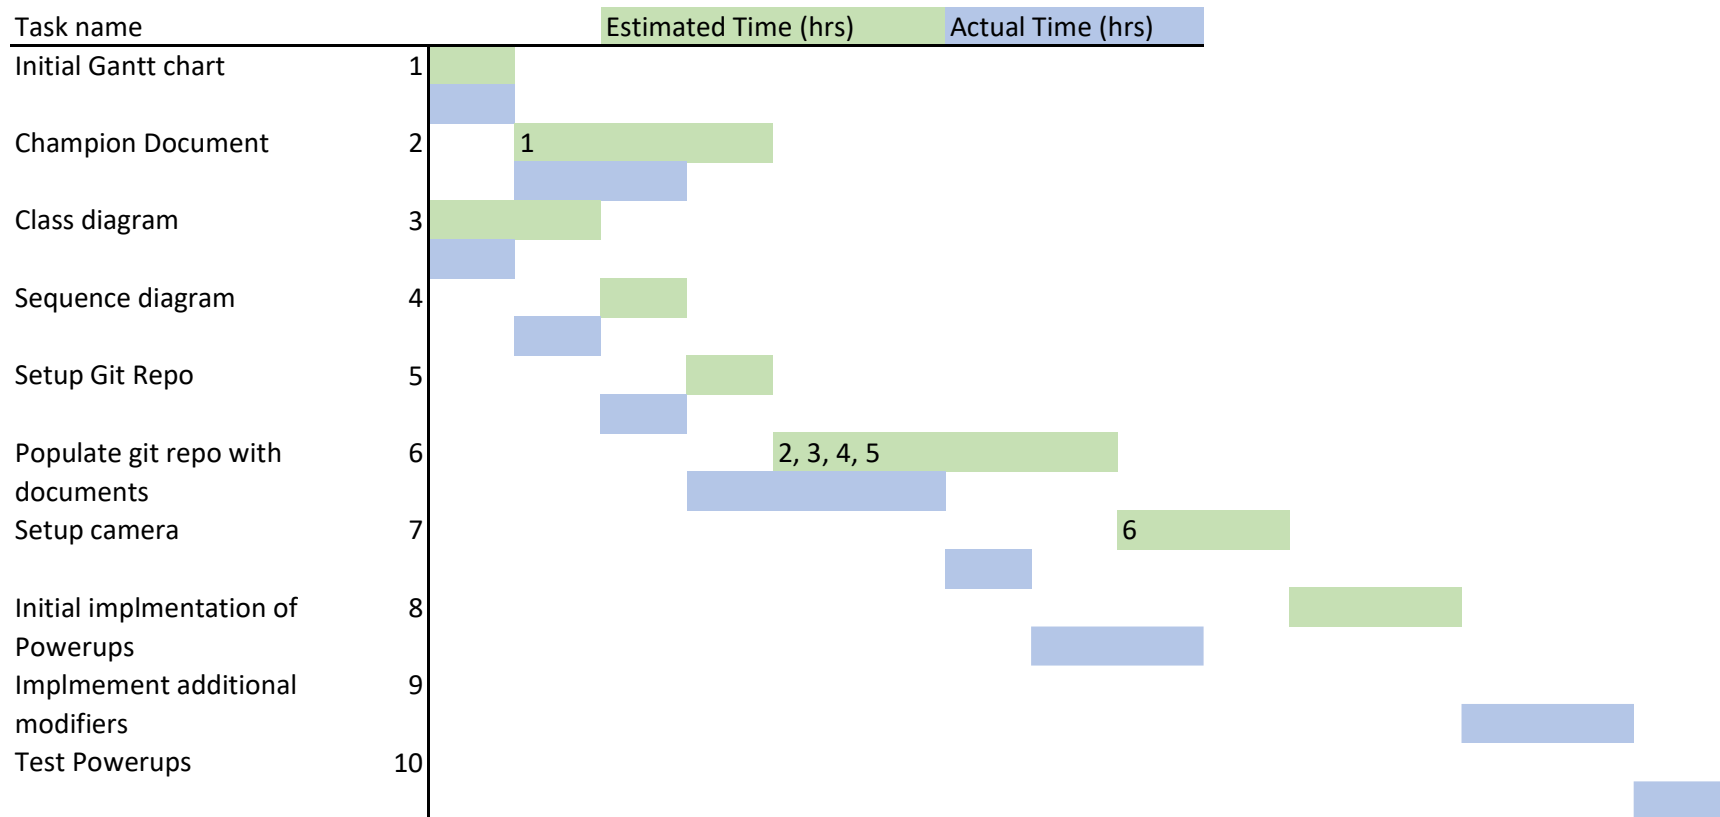 Task name Estimated Time (hrs) Actual Time (hrs)
Initial Gantt chart 1
Champion Document 2 1
Class diagram 3
Sequence diagram 4
Setup Git Repo 5
Populate git repo with 6 2, 3, 4, 5
documents
Setup camera 7 6
Initial implmentation of 8
Powerups
Implmement additional 9
modifiers
Test Powerups 10